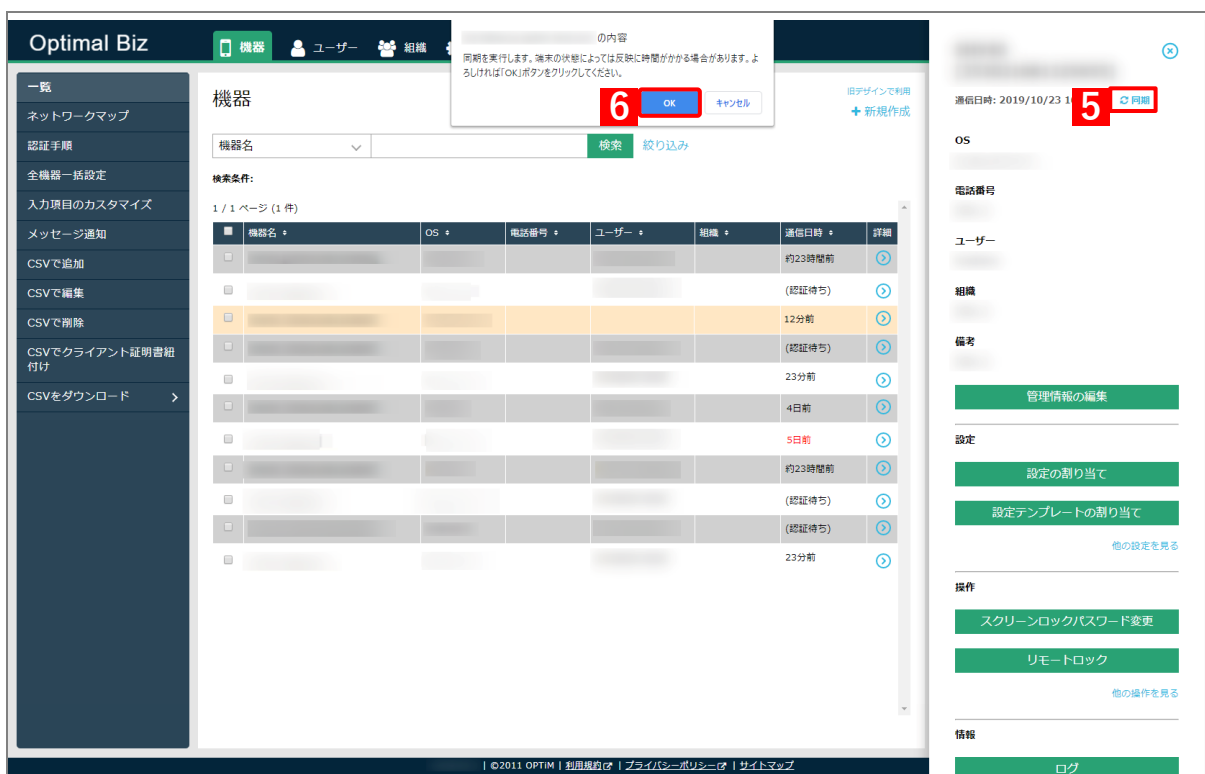 Optimal Biz
機器
ユーザー
組織
の内容
同期を実行します。端末の状態によっては反映に時間がかかる場合があります。よ
ろしければ「OK」ボタンをクリックしてください。
6
OK
キャンセル
一覧
ネットワークマップ
認証手順
全機器一括設定
入力項目のカスタマイズ
メッセージ通知
CSVで追加
CSVで編集
CSVで削除
CSVでクライアント証明書紐
付け
CSVをダウンロード
機器
旧デザインで利用
+ 新規作成
機器名
検索
絞り込み
検索条件:
1 / 1 ページ (1 件)
機器名 OS 電話番号 ユーザー 組織 通信日時 詳細
約23時間前
(認証待ち)
12分前
(認証待ち)
23分前
4日前
5日前
約23時間前
(認証待ち)
(認証待ち)
23分前
通信日時: 2019/10/23 1
5
同期
OS
電話番号
ユーザー
組織
備考
管理情報の編集
設定
設定の割り当て
設定テンプレートの割り当て
他の設定を見る
操作
スクリーンロックパスワード変更
リモートロック
他の操作を見る
情報
ログ
| ©2011 OPTiM | 利用規約 | プライバシーポリシー | サイトマップ